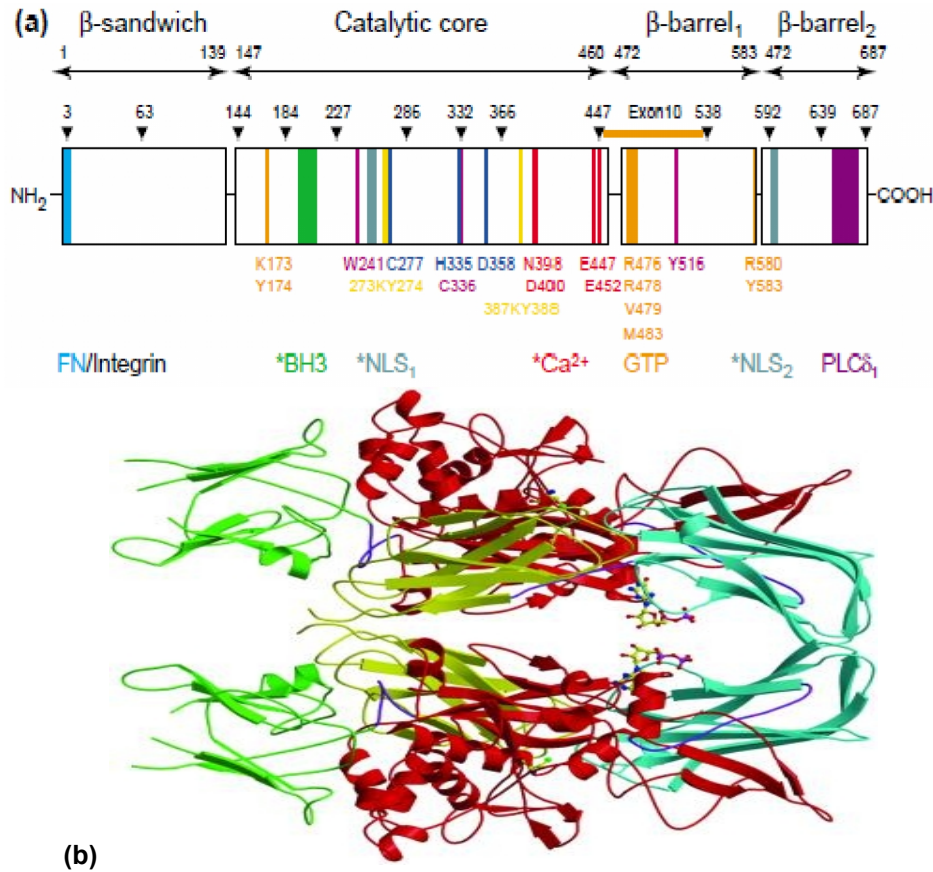 (a) β-sandwich Catalytic core β-barrel1 β-barrel2
1 139 147 460 472 583 472 687
3 63 144 184 227 286 332 366 447 Exon10 538 592 639 687
NH2 COOH
K173 W241 C277 H335 D358 N398 E447 R476 Y516 R580
Y174 273KY274 C336 D400 E452 R478 Y583
387KY388 V479
M483
FN/Integrin *BH3 *NLS1 *Ca2+ GTP *NLS2 PLCδ1
(b)